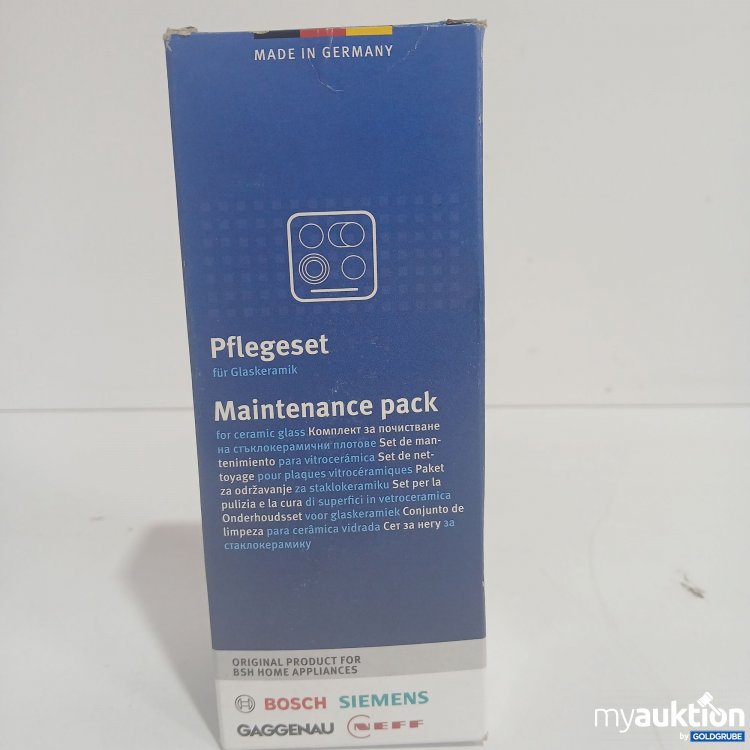 MADE IN GERMANY
Pflegeset
für Glaskeramik
Maintenance pack
for ceramic glass Комплект за почистване
на стъклокерамични плотове Set de man-
tenimiento para vitrocerámica Set de net-
toyage pour plaques vitrocéramiques Paket
za održavanje za staklokeramiku Set per la
pulizia e la cura di superfici in vetroceramica
Onderhoudsset voor glaskeramiek Conjunto de
limpeza para cerâmica vidrada Сет за негу за
стаклокерамику
ORIGINAL PRODUCT FOR
BSH HOME APPLIANCES
BOSCH SIEMENS
GAGGENAU NEFF
myauktion
by GOLDGRUBE